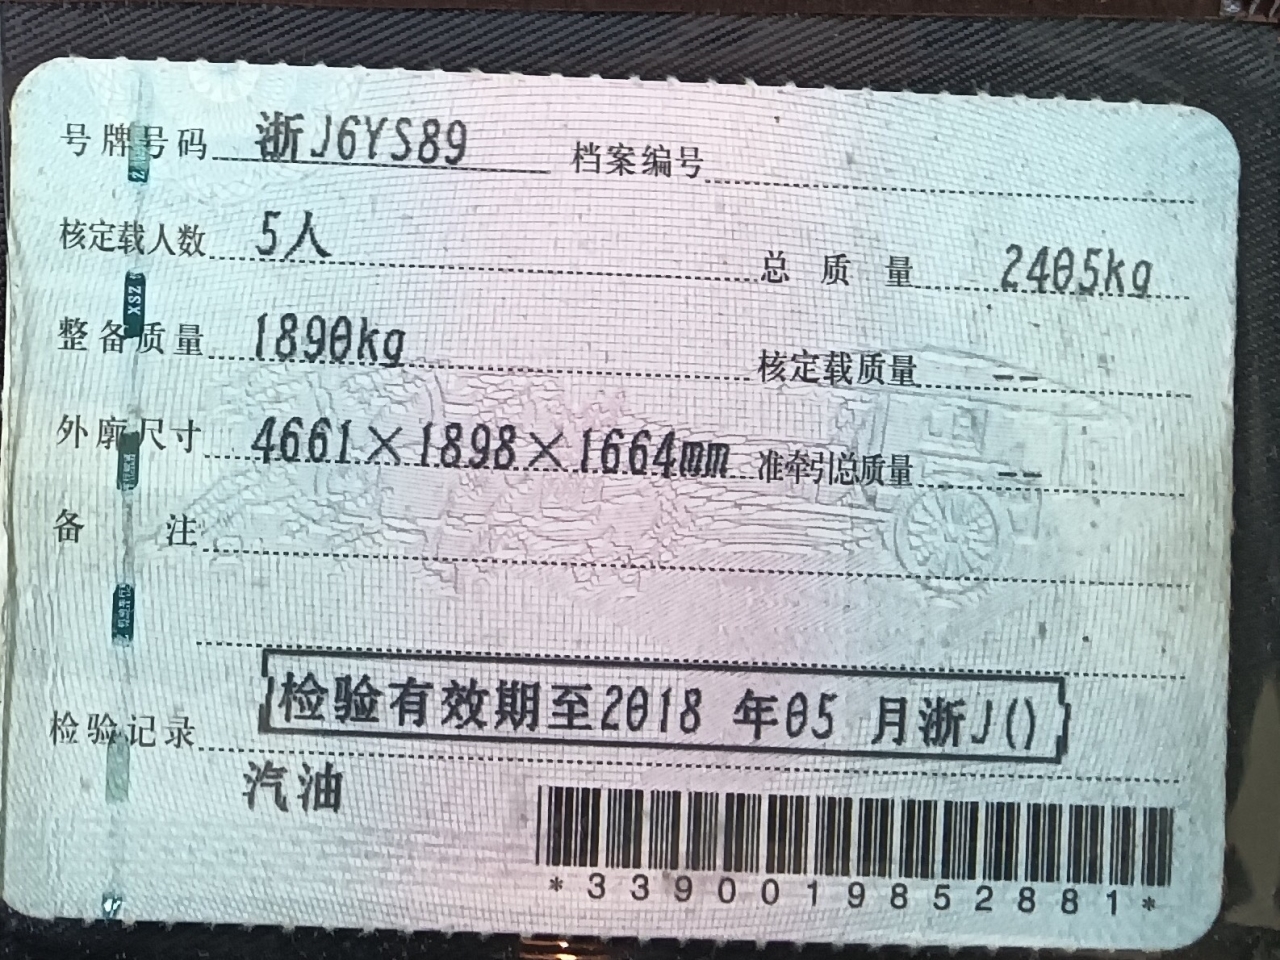 号牌号码 浙J6YS89 档案编号
核定载人数 5人 总质量 2405kg
整备质量 1890kg 核定载质量 --
外廓尺寸 4661×1898×1664mm 准牵引总质量 --
备注
检验记录 检验有效期至2018年05月浙J()
汽油
*3390019852881*